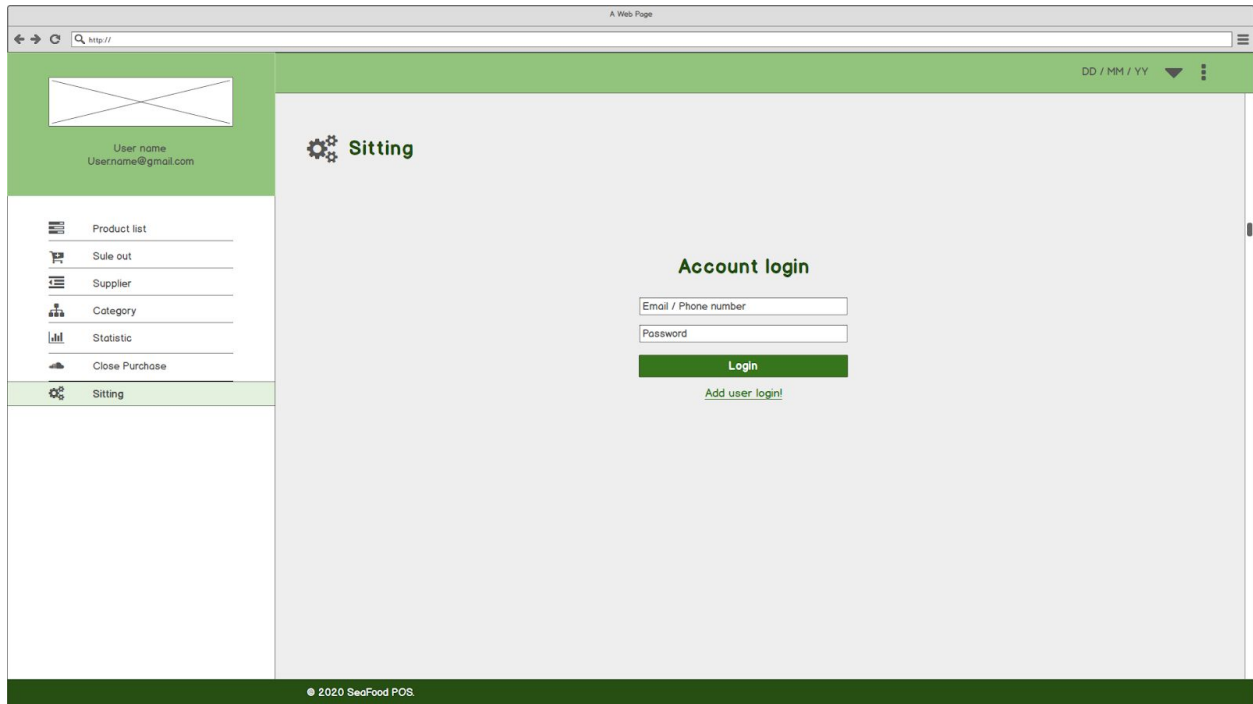 A Web Page
http://
DD / MM / YY
User name
Username@gmail.com
Product list
Sule out
Supplier
Category
Statistic
Close Purchase
Sitting
Sitting
Account login
Email / Phone number
Password
Login
Add user login!
© 2020 SeaFood POS.